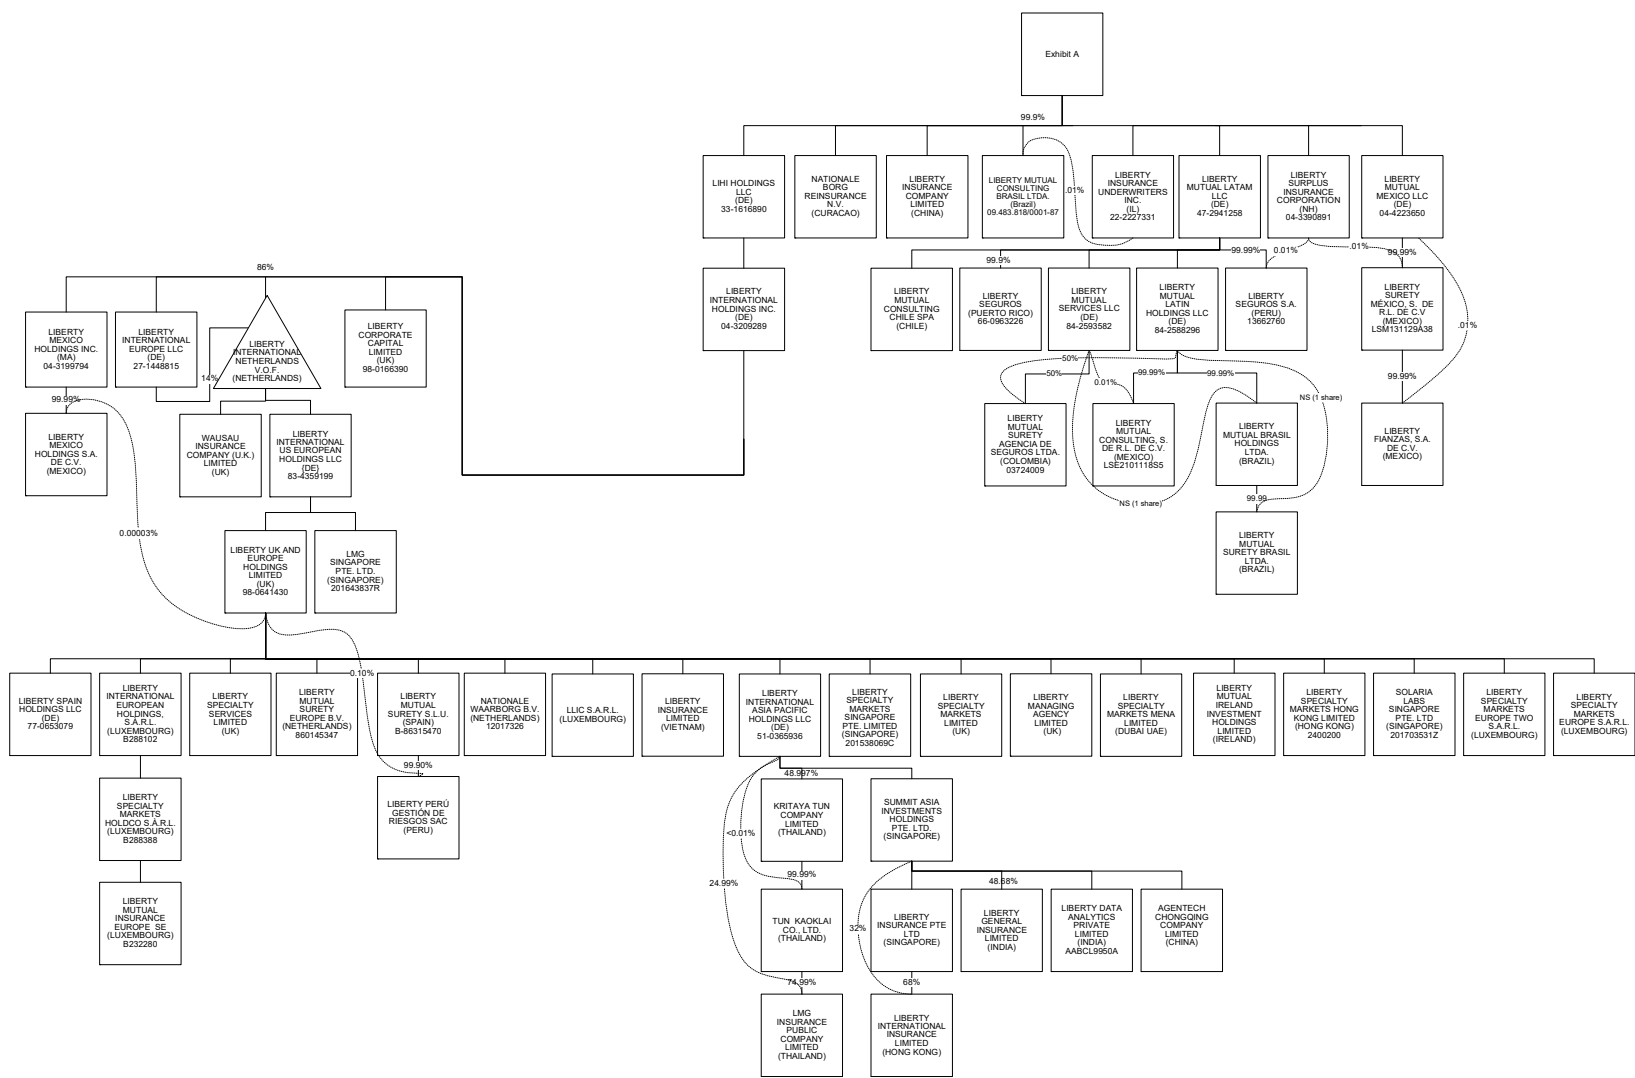 Exhibit A
99.9%
LIHI HOLDINGS
LLC
(DE)
33-1616890
NATIONALE
BORG
REINSURANCE
N.V.
(CURACAO)
LIBERTY
INSURANCE
COMPANY
LIMITED
(CHINA)
LIBERTY MUTUAL
CONSULTING
BRASIL LTDA.
(Brazil)
09.483.818/0001-87
.01%
LIBERTY
INSURANCE
UNDERWRITERS
INC.
(IL)
22-2227331
LIBERTY
MUTUAL LATAM
LLC
(DE)
47-2941258
LIBERTY
SURPLUS
INSURANCE
CORPORATION
(NH)
04-3390891
LIBERTY
MUTUAL
MEXICO LLC
(DE)
04-4223650
99.9%
99.99%
0.01%
.01%
99.99%
LIBERTY
INTERNATIONAL
HOLDINGS INC.
(DE)
04-3209289
LIBERTY
MUTUAL
CONSULTING
CHILE SPA
(CHILE)
LIBERTY
SEGUROS
(PUERTO RICO)
66-0963226
LIBERTY
MUTUAL
SERVICES LLC
(DE)
84-2593582
LIBERTY
MUTUAL
LATIN
HOLDINGS LLC
(DE)
84-2588296
LIBERTY
SEGUROS S.A.
(PERU)
13662760
LIBERTY
SURETY
MÉXICO, S. DE
R.L. DE C.V
(MEXICO)
LSM131129A38
.01%
86%
LIBERTY
MEXICO
HOLDINGS INC.
(MA)
04-3199794
LIBERTY
INTERNATIONAL
EUROPE LLC
(DE)
27-1448815
14%
LIBERTY
INTERNATIONAL
NETHERLANDS
V.O.F.
(NETHERLANDS)
LIBERTY
CORPORATE
CAPITAL
LIMITED
(UK)
98-0166390
50%
50%
0.01%
99.99%
99.99%
NS (1 share)
99.99%
LIBERTY
MUTUAL
SURETY
AGENCIA DE
SEGUROS LTDA.
(COLOMBIA)
03724009
LIBERTY
MUTUAL
CONSULTING, S.
DE R.L. DE C.V.
(MEXICO)
LSE2101118S5
LIBERTY
MUTUAL BRASIL
HOLDINGS
LTDA.
(BRAZIL)
LIBERTY
FIANZAS, S.A.
DE C.V.
(MEXICO)
NS (1 share)
99.99
LIBERTY
MUTUAL
SURETY BRASIL
LTDA.
(BRAZIL)
99.99%
LIBERTY
MEXICO
HOLDINGS S.A.
DE C.V.
(MEXICO)
WAUSAU
INSURANCE
COMPANY (U.K.)
LIMITED
(UK)
LIBERTY
INTERNATIONAL
US EUROPEAN
HOLDINGS LLC
(DE)
83-4359199
0.00003%
LIBERTY UK AND
EUROPE
HOLDINGS
LIMITED
(UK)
98-0641430
LMG
SINGAPORE
PTE. LTD.
(SINGAPORE)
201643837R
LIBERTY SPAIN
HOLDINGS LLC
(DE)
77-0653079
LIBERTY
INTERNATIONAL
EUROPEAN
HOLDINGS,
S.A.R.L.
(LUXEMBOURG)
B288102
LIBERTY
SPECIALTY
SERVICES
LIMITED
(UK)
LIBERTY
MUTUAL
SURETY
EUROPE B.V.
(NETHERLANDS)
860145347
0.10%
LIBERTY
MUTUAL
SURETY S.L.U.
(SPAIN)
B-86315470
NATIONALE
WAARBORG B.V.
(NETHERLANDS)
12017326
LLIC S.A.R.L.
(LUXEMBOURG)
LIBERTY
INSURANCE
LIMITED
(VIETNAM)
LIBERTY
INTERNATIONAL
ASIA PACIFIC
HOLDINGS LLC
(DE)
51-0365936
LIBERTY
SPECIALTY
MARKETS
SINGAPORE
PTE. LIMITED
(SINGAPORE)
201538069C
LIBERTY
SPECIALTY
MARKETS
LIMITED
(UK)
LIBERTY
MANAGING
AGENCY
LIMITED
(UK)
LIBERTY
SPECIALTY
MARKETS MENA
(DUBAI UAE)
LIBERTY
MUTUAL
IRELAND
INVESTMENT
HOLDINGS
LIMITED
(IRELAND)
LIBERTY
SPECIALTY
MARKETS HONG
KONG LIMITED
(HONG KONG)
2400200
SOLARIA
LABS
SINGAPORE
PTE. LTD
(SINGAPORE)
201703531Z
LIBERTY
SPECIALTY
MARKETS
EUROPE TWO
S.A.R.L.
(LUXEMBOURG)
LIBERTY
SPECIALTY
MARKETS
EUROPE S.A.R.L.
(LUXEMBOURG)
99.90%
48.997%
LIBERTY
SPECIALTY
MARKETS
HOLDCO S.À.R.L.
(LUXEMBOURG)
B288388
LIBERTY PERÚ
GESTIÓN DE
RIESGOS SAC
(PERU)
<0.01%
KRITAYA TUN
COMPANY
LIMITED
(THAILAND)
SUMMIT ASIA
INVESTMENTS
HOLDINGS
PTE. LTD.
(SINGAPORE)
24.99%
99.99%
48.68%
LIBERTY
MUTUAL
INSURANCE
EUROPE SE
(LUXEMBOURG)
B232280
TUN KAOKLAI
CO., LTD.
(THAILAND)
32%
LIBERTY
INSURANCE PTE
LTD
(SINGAPORE)
LIBERTY
GENERAL
INSURANCE
LIMITED
(INDIA)
LIBERTY DATA
ANALYTICS
PRIVATE
LIMITED
(INDIA)
AABCL9950A
AGENTECH
CHONGQING
COMPANY
LIMITED
(CHINA)
74.99%
68%
LMG
INSURANCE
PUBLIC
COMPANY
LIMITED
(THAILAND)
LIBERTY
INTERNATIONAL
INSURANCE
LIMITED
(HONG KONG)